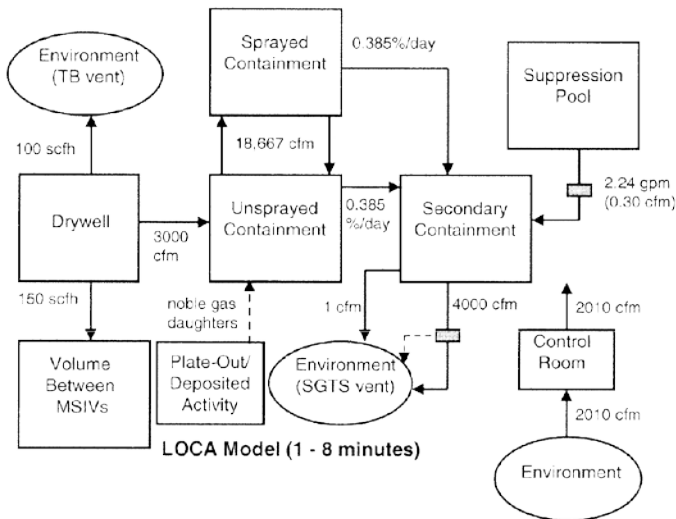 Environment
(TB vent)
Sprayed
Containment
0.385%/day
Suppression
Pool
100 scfh
18,667 cfm
2.24 gpm
(0.30 cfm)
Drywell
3000
cfm
Unsprayed
Containment
0.385
%/day
Secondary
Containment
150 scfh
noble gas
daughters
1 cfm
4000 cfm
2010 cfm
Volume
Between
MSIVs
Plate-Out/
Deposited
Activity
Environment
(SGTS vent)
Control
Room
2010 cfm
LOCA Model (1 - 8 minutes)
Environment